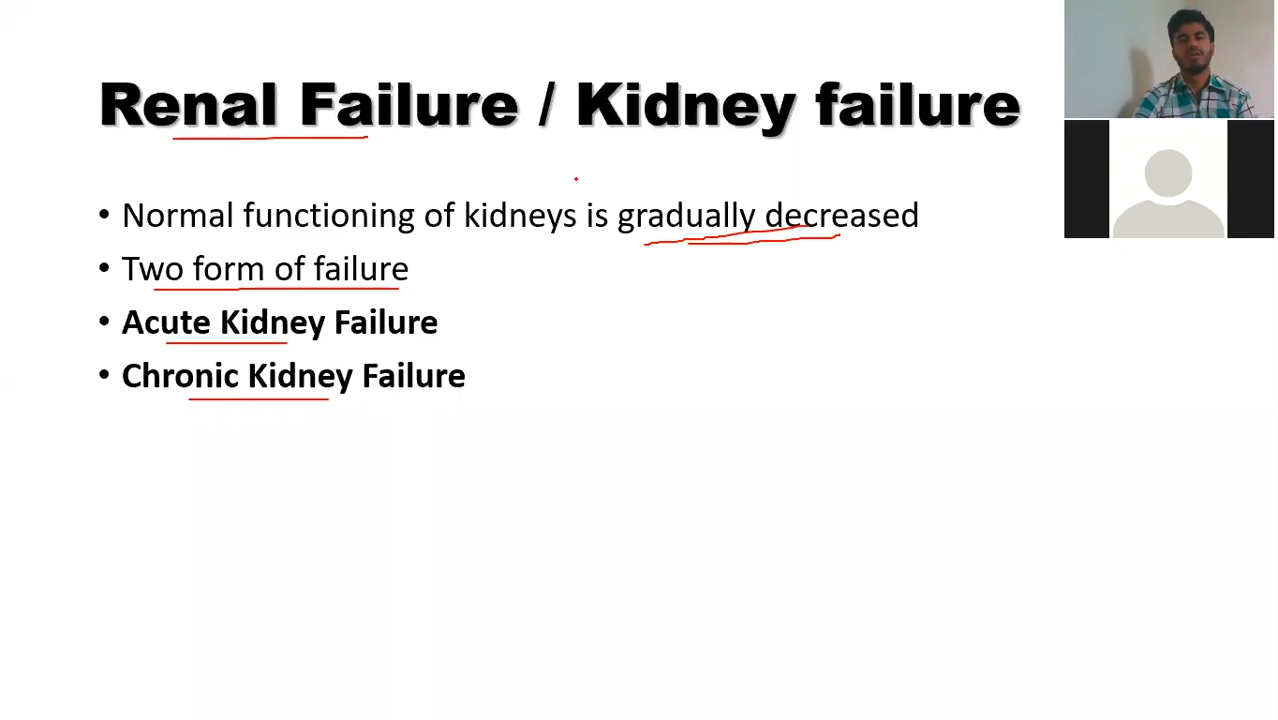 Renal Failure / Kidney failure
• Normal functioning of kidneys is gradually decreased
• Two form of failure
• Acute Kidney Failure
• Chronic Kidney Failure